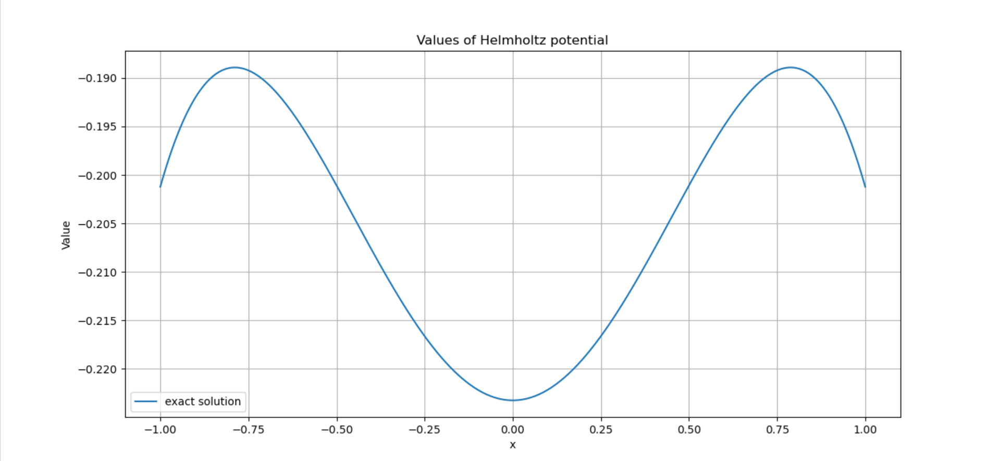 Values of Helmholtz potential
−0.190
−0.195
−0.200
−0.205
−0.210
−0.215
−0.220
Value
exact solution
−1.00 −0.75 −0.50 −0.25 0.00 0.25 0.50 0.75 1.00
x